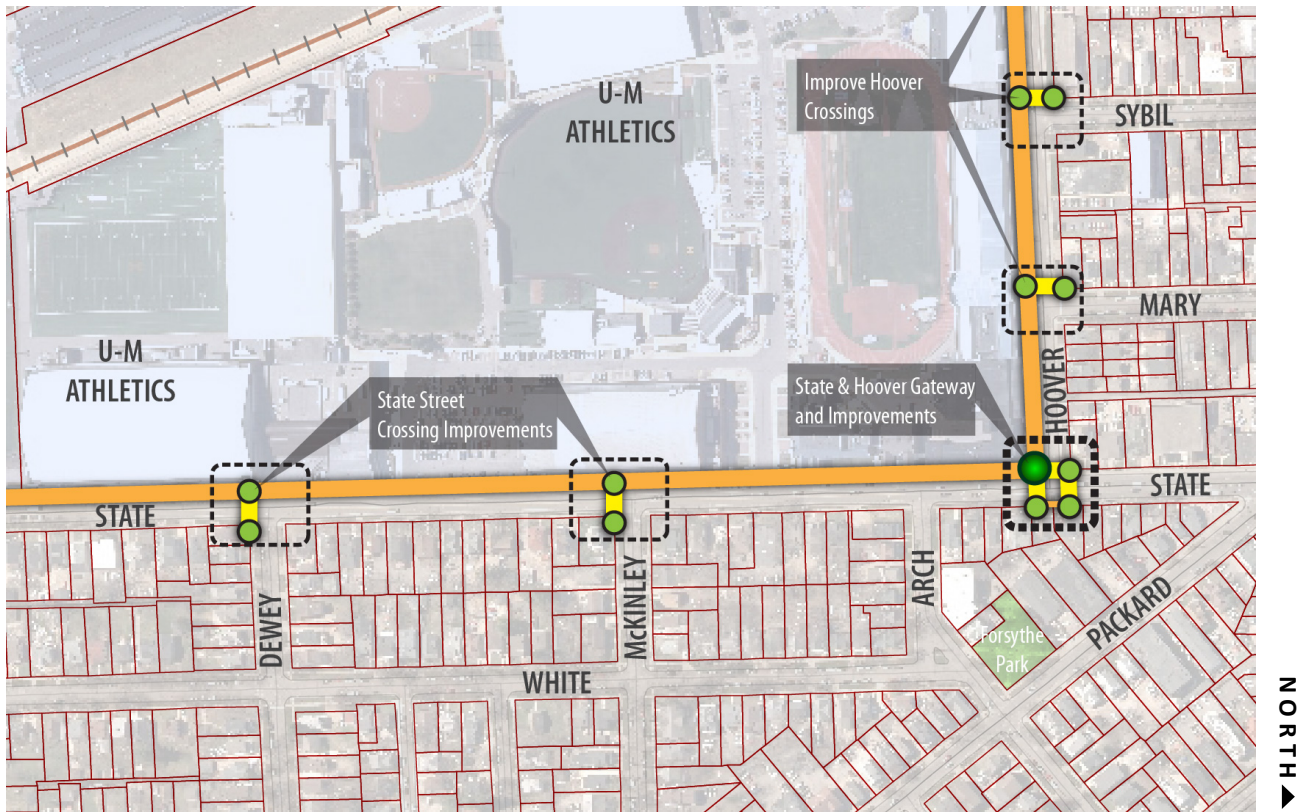 U-M
ATHLETICS
Improve Hoover
Crossings
SYBIL
MARY
U-M
ATHLETICS
State Street
Crossing Improvements
State & Hoover Gateway
and Improvements
HOOVER
STATE
STATE
DEWEY
McKINLEY
ARCH
PACKARD
Forsythe
Park
WHITE
NORTH